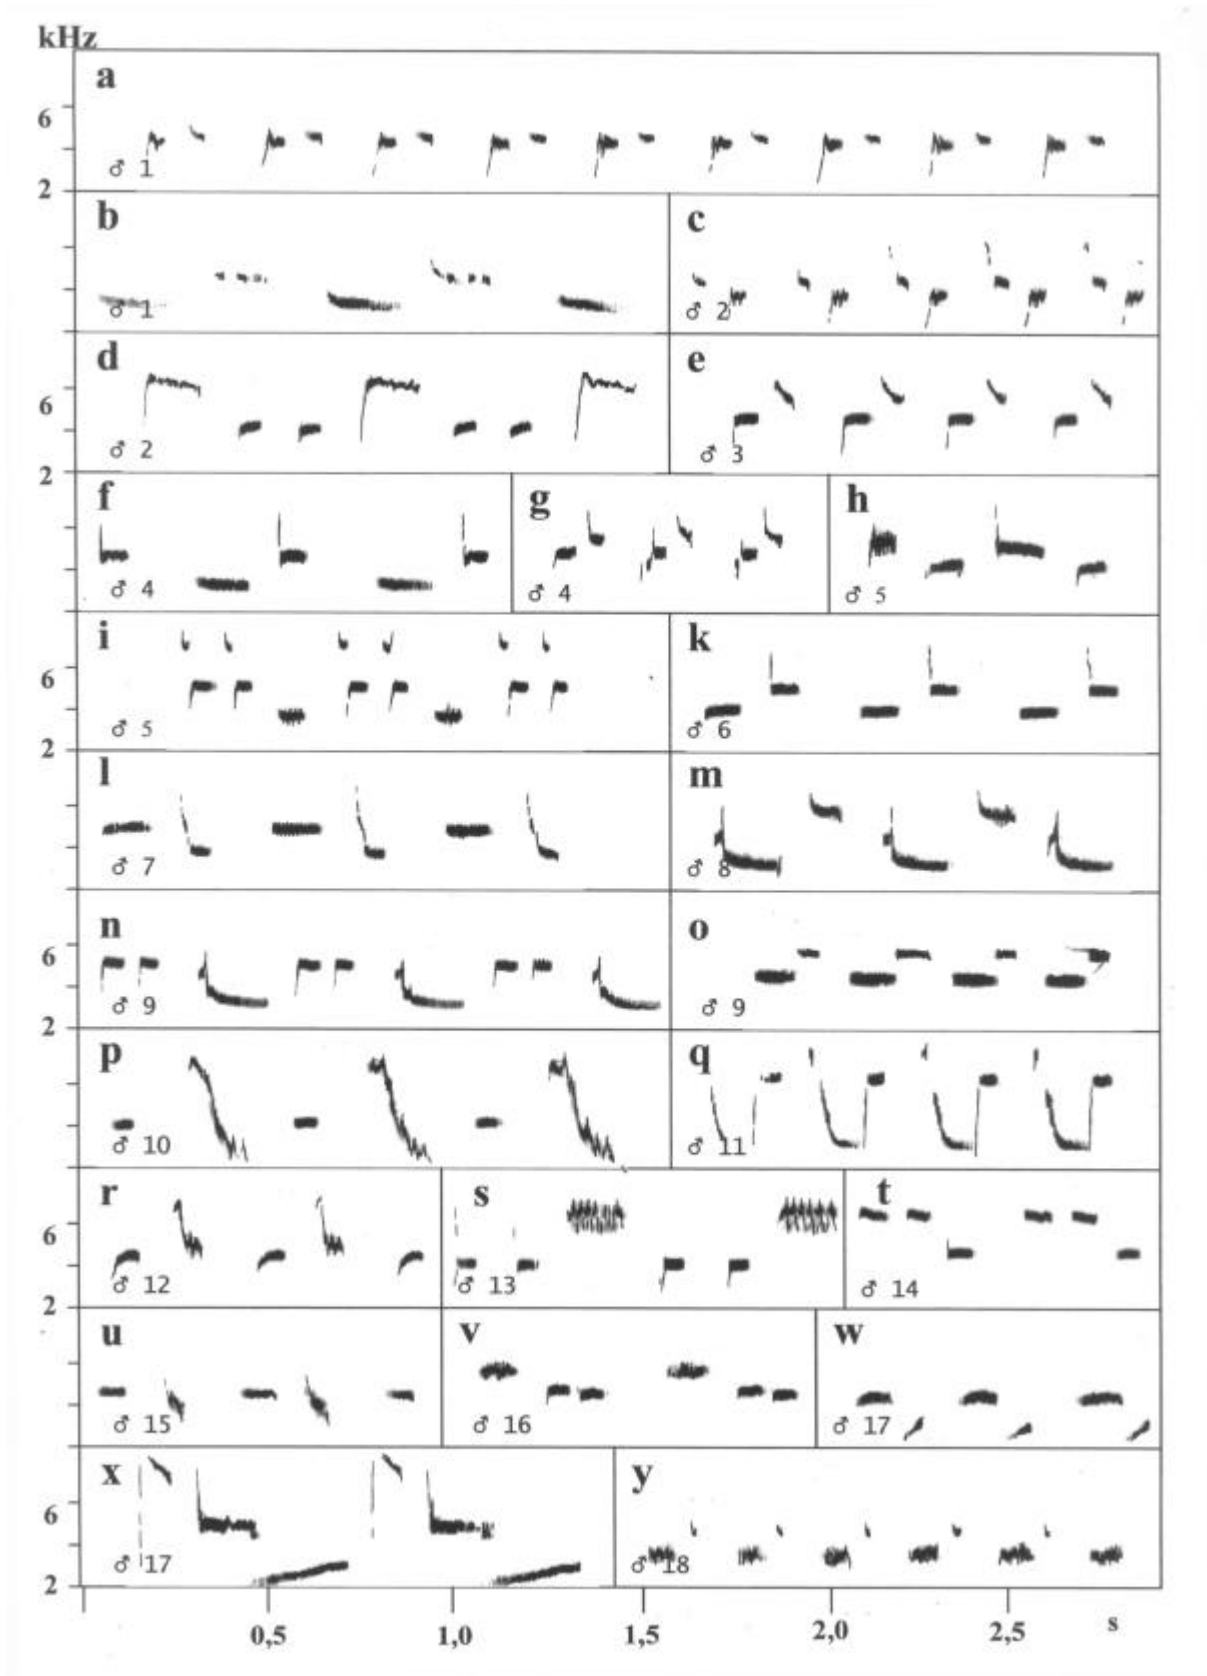 kHz
a
6
♂ 1
2
b c
♂ 1 ♂ 2
d e
6
♂ 2 ♂ 3
2
f g h
♂ 4 ♂ 4 ♂ 5
i k
6
♂ 5 ♂ 6
2
l m
♂ 7 ♂ 8
n o
6
♂ 9 ♂ 9
2
p q
♂ 10 ♂ 11
r s t
6
♂ 12 ♂ 13 ♂ 14
2
u v w
♂ 15 ♂ 16 ♂ 17
x y
6
♂ 17 ♂ 18
2
0,5 1,0 1,5 2,0 2,5 s